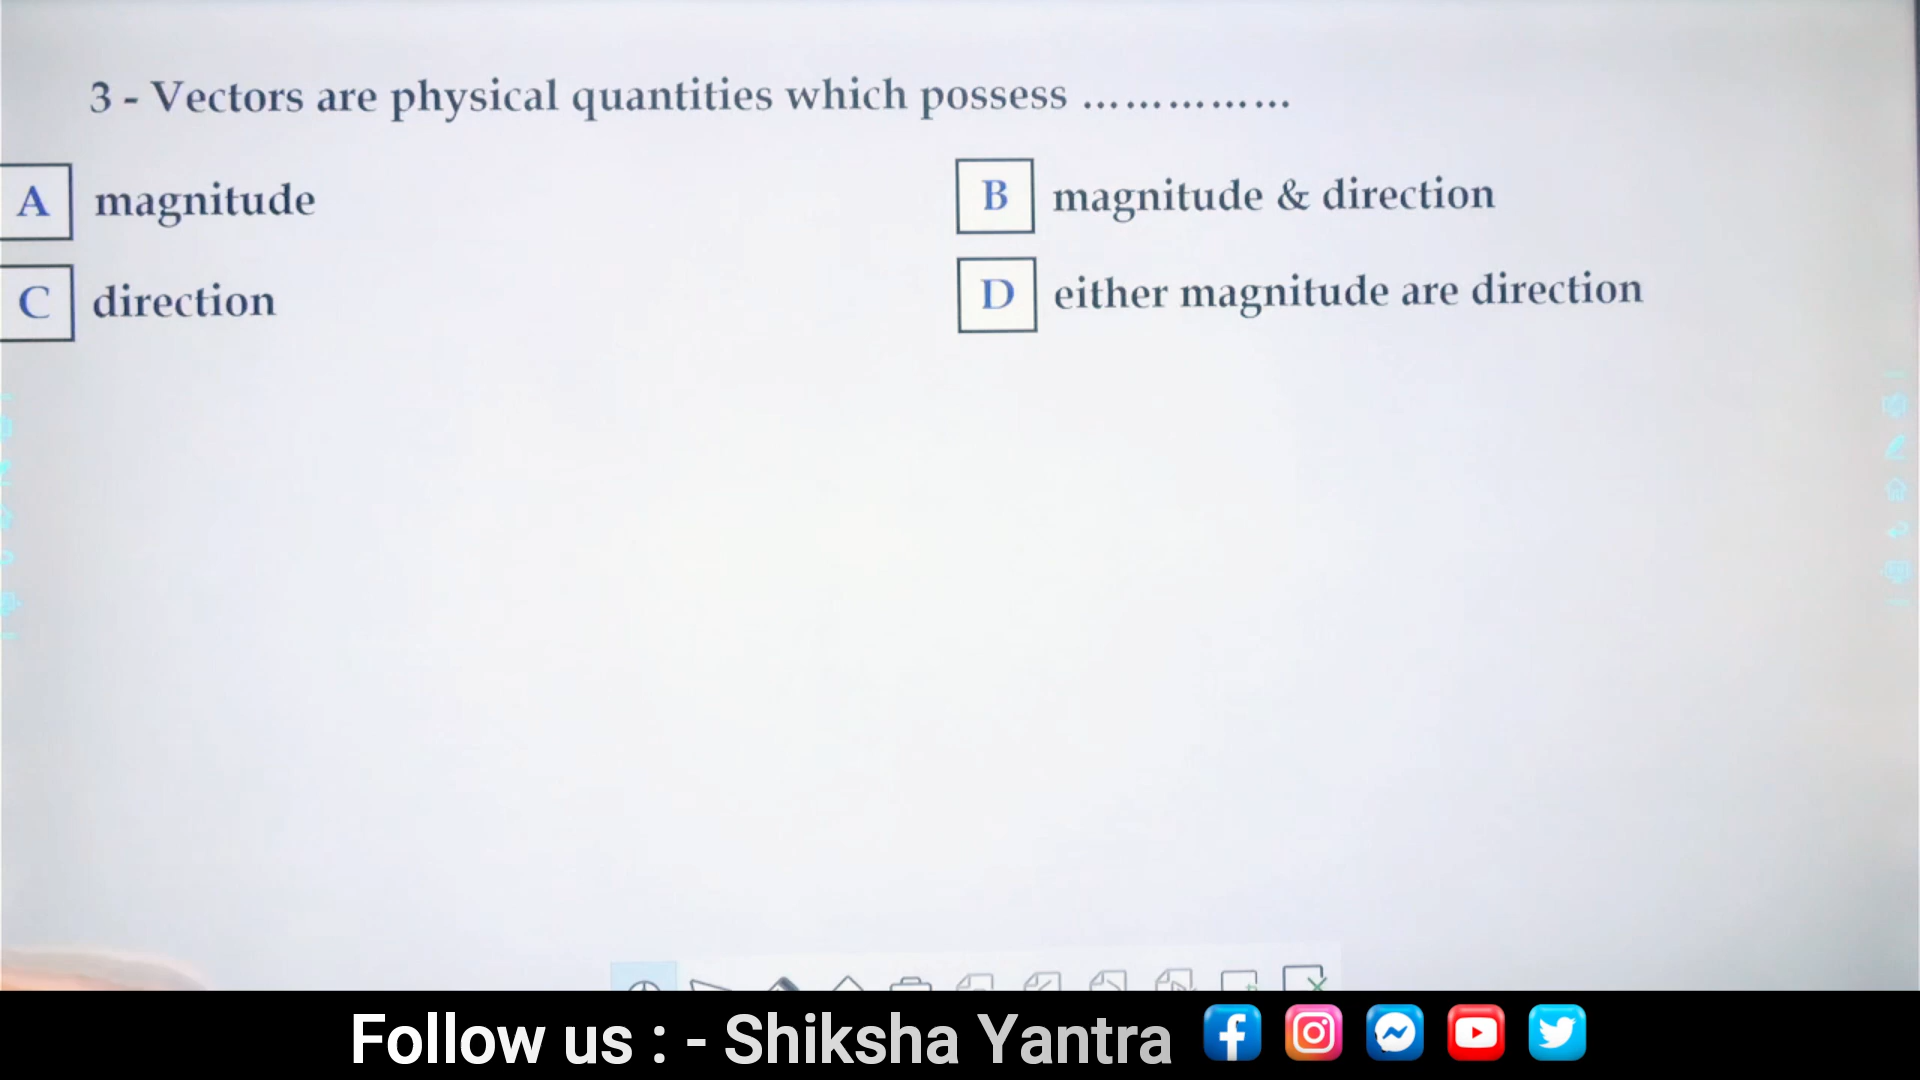 3 - Vectors are physical quantities which possess ...............
A magnitude
B magnitude & direction
C direction
D either magnitude are direction
Follow us : - Shiksha Yantra